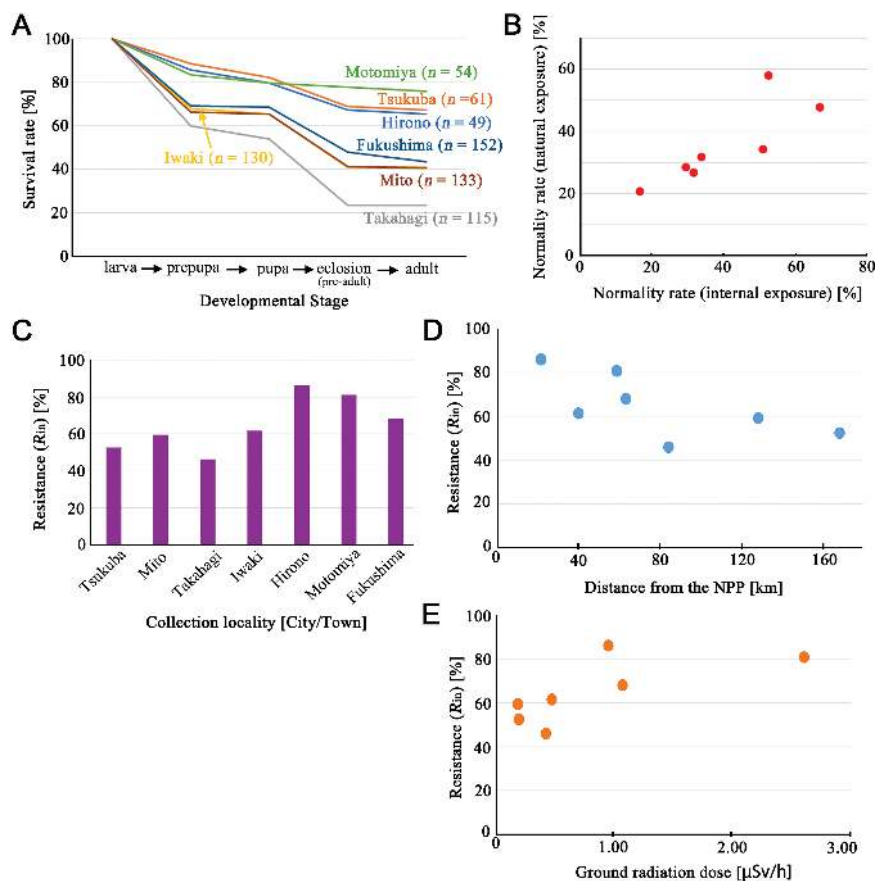 A
Survival rate [%]
100
80
60
40
20
0
Motomiya (n = 54)
Tsukuba (n =61)
Hirono (n = 49)
Fukushima (n = 152)
Iwaki (n = 130)
Mito (n = 133)
Takahagi (n = 115)
larva
prepupa
pupa
eclosion
(pre-adult)
adult
Developmental Stage
B
Normality rate (natural exposure) [%]
60
40
20
0
0
20
40
60
80
Normality rate (internal exposure) [%]
C
Resistance (Rin) [%]
100
80
60
40
20
0
Tsukuba
Mito
Takahagi
Iwaki
Hirono
Motomiya
Fukushima
Collection locality [City/Town]
D
Resistance (Rin) [%]
100
80
60
40
20
0
0
40
80
120
160
Distance from the NPP [km]
E
Resistance (Rin) [%]
100
80
60
40
20
0
0
1.00
2.00
3.00
Ground radiation dose [μSv/h]